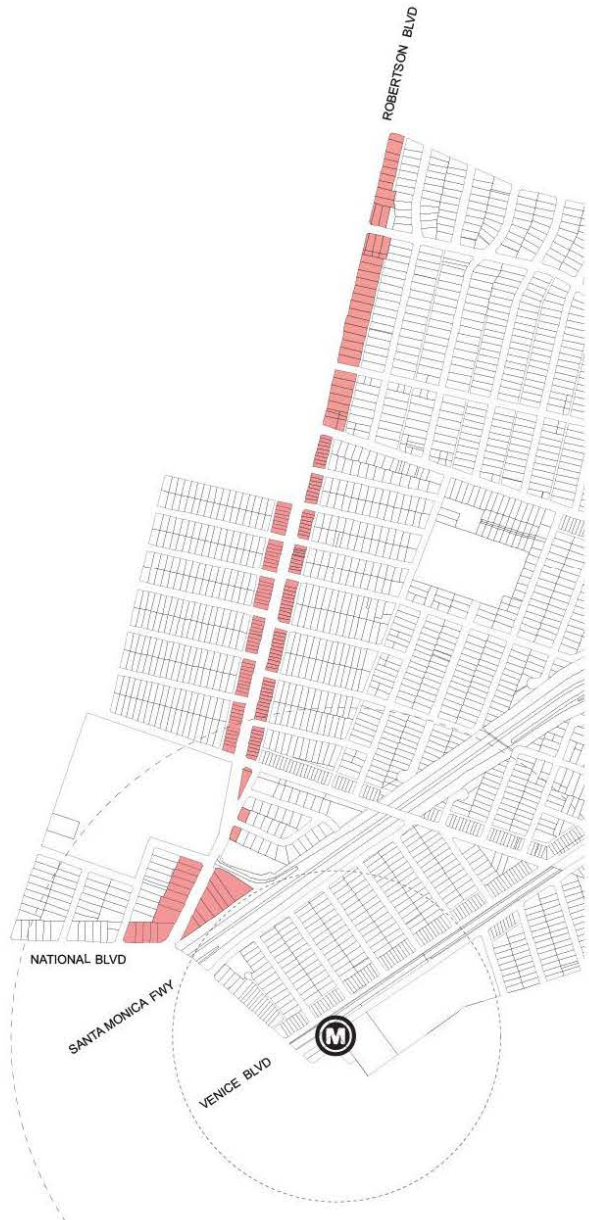 ROBERTSON BLVD
NATIONAL BLVD
SANTA MONICA FWY
VENICE BLVD
M